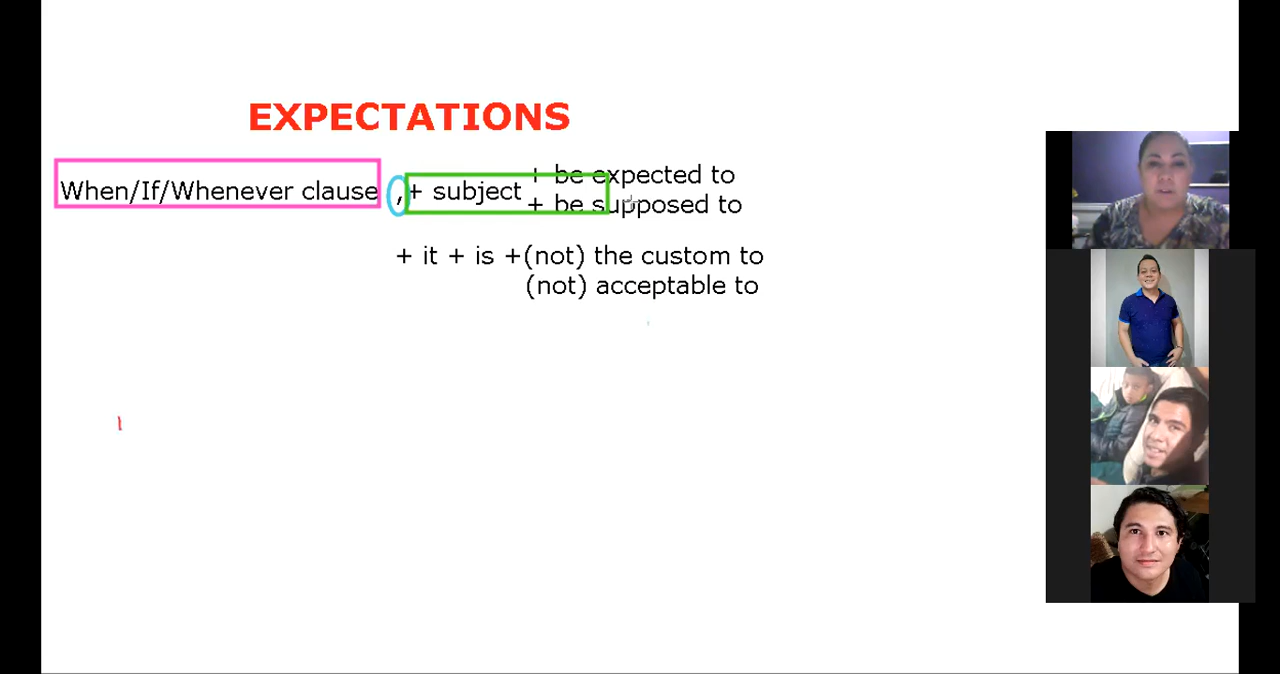 EXPECTATIONS
When/If/Whenever clause , + subject + be expected to
+ be supposed to
+ it + is +(not) the custom to
(not) acceptable to